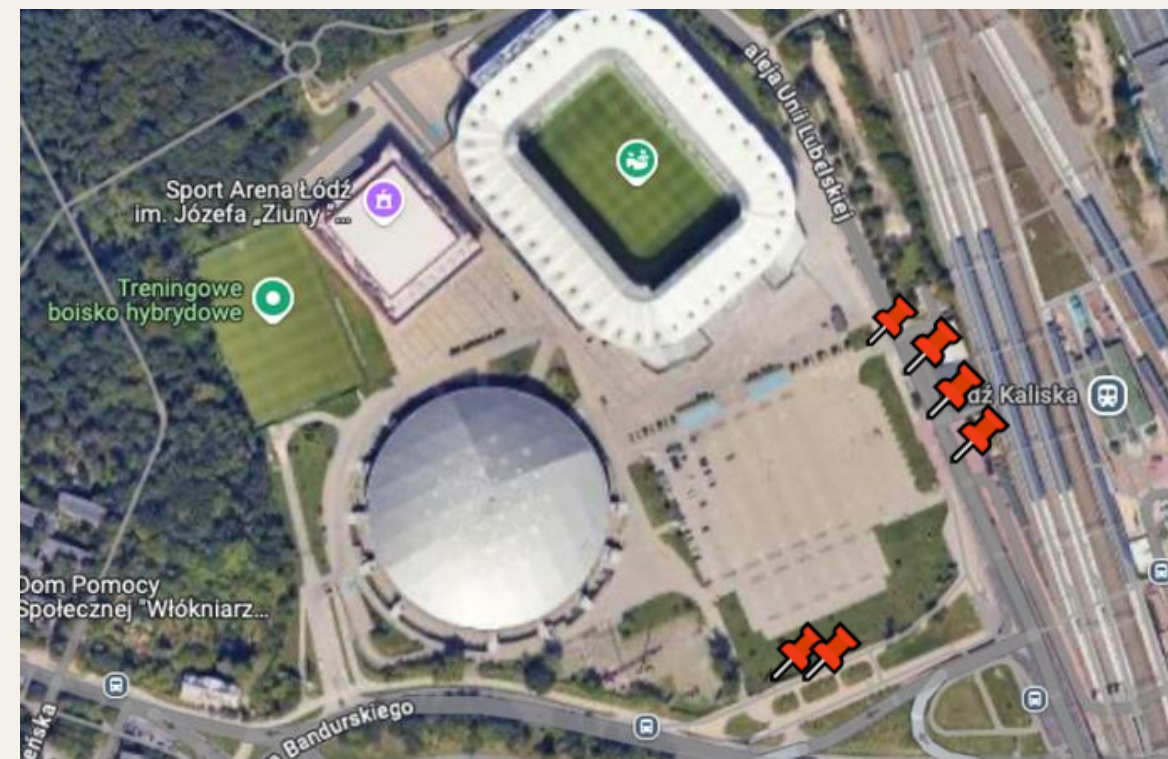 aleja Unii Lubelskiej
Sport Arena Łódź
im. Józefa „Ziuny "...
Treningowe
boisko hybrydowe
dź Kaliska
Dom Pomocy
Społecznej "Włókniarz...
Bandurskiego
eńska